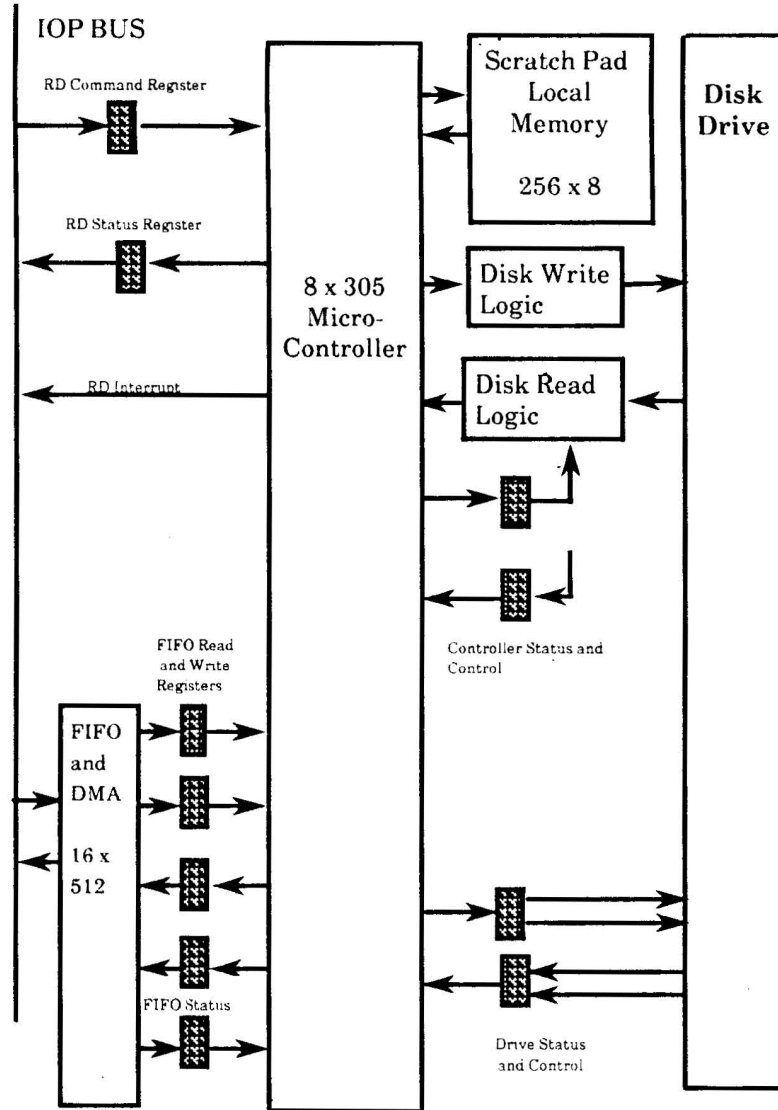 IOP BUS
RD Command Register
RD Status Register
RD Interrupt
FIFO Read
and Write
Registers
FIFO
and
DMA
16 x
512
FIFO Status
8 x 305
Micro-
Controller
Scratch Pad
Local
Memory
256 x 8
Disk Write
Logic
Disk Read
Logic
Controller Status and
Control
Drive Status
and Control
Disk
Drive